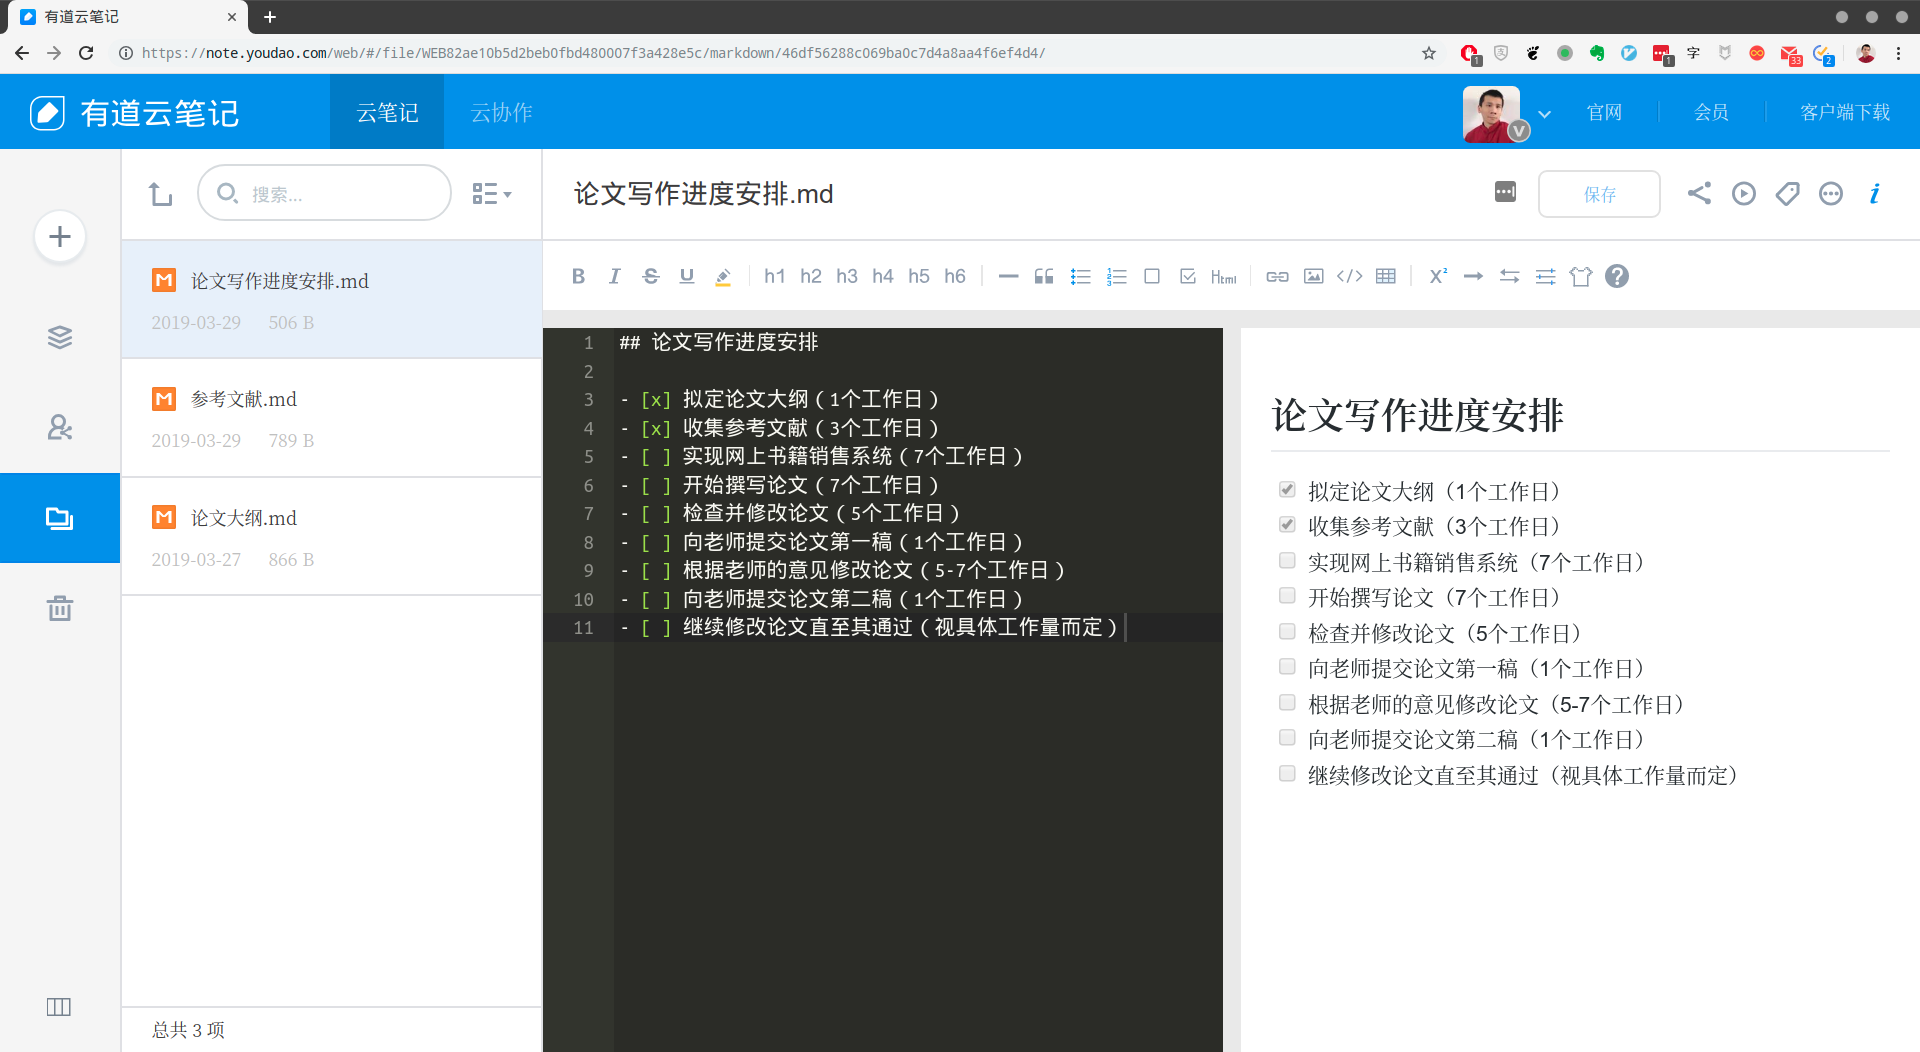 有道云笔记
https://note.youdao.com/web/#/file/WEB82ae10b5d2beb0fbd480007f3a428e5c/markdown/46df56288c069ba0c7d4a8aa4f6ef4d4/
1
1
字
33
2
有道云笔记
云笔记
云协作
V
官网
会员
客户端下载
搜索...
论文写作进度安排.md
保存
B I S U h1 h2 h3 h4 h5 h6 Html </> X² ?
论文写作进度安排.md
2019-03-29 506 B
参考文献.md
2019-03-29 789 B
论文大纲.md
2019-03-27 866 B
总共 3 项
1 ## 论文写作进度安排
2
3 - [x] 拟定论文大纲（1个工作日）
4 - [x] 收集参考文献（3个工作日）
5 - [ ] 实现网上书籍销售系统（7个工作日）
6 - [ ] 开始撰写论文（7个工作日）
7 - [ ] 检查并修改论文（5个工作日）
8 - [ ] 向老师提交论文第一稿（1个工作日）
9 - [ ] 根据老师的意见修改论文（5-7个工作日）
10 - [ ] 向老师提交论文第二稿（1个工作日）
11 - [ ] 继续修改论文直至其通过（视具体工作量而定）
论文写作进度安排
拟定论文大纲（1个工作日）
收集参考文献（3个工作日）
实现网上书籍销售系统（7个工作日）
开始撰写论文（7个工作日）
检查并修改论文（5个工作日）
向老师提交论文第一稿（1个工作日）
根据老师的意见修改论文（5-7个工作日）
向老师提交论文第二稿（1个工作日）
继续修改论文直至其通过（视具体工作量而定）